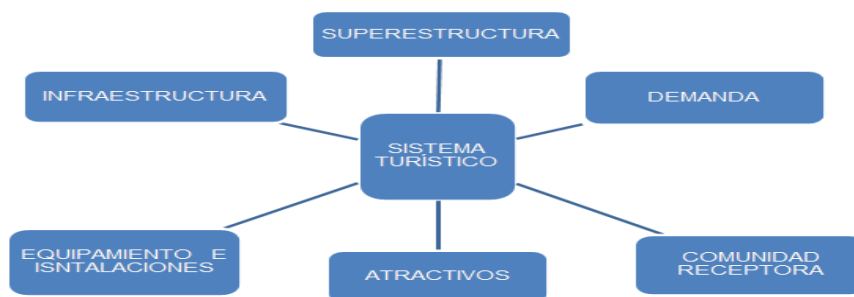 SUPERESTRUCTURA
INFRAESTRUCTURA
DEMANDA
SISTEMA
TURÍSTICO
EQUIPAMIENTO E
ISNTALACIONES
ATRACTIVOS
COMUNIDAD
RECEPTORA